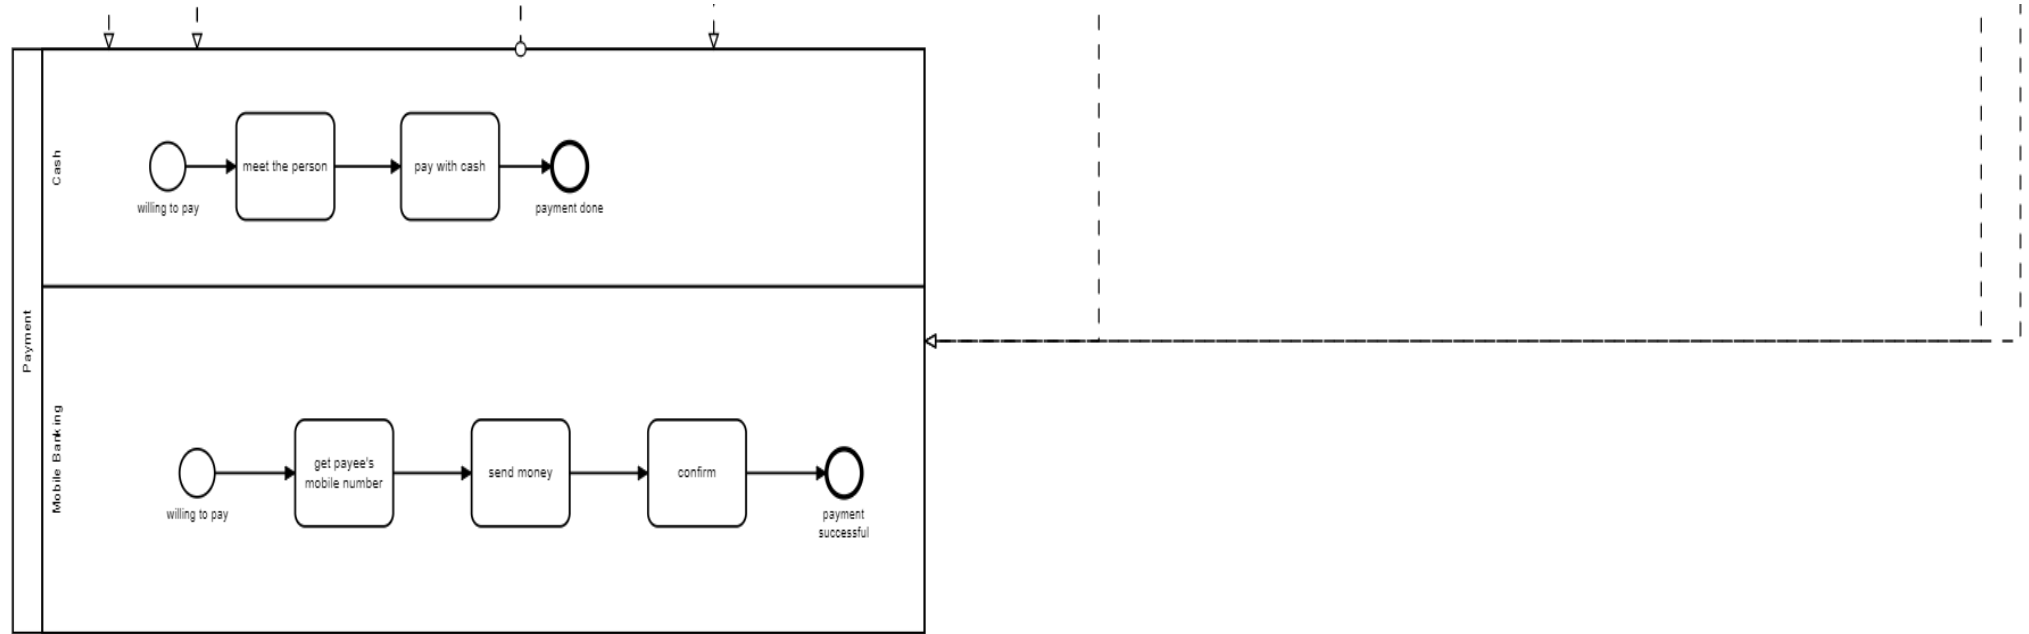 Payment
Cash
willing to pay
meet the person
pay with cash
payment done
Mobile Banking
willing to pay
get payee's
mobile number
send money
confirm
payment
successful